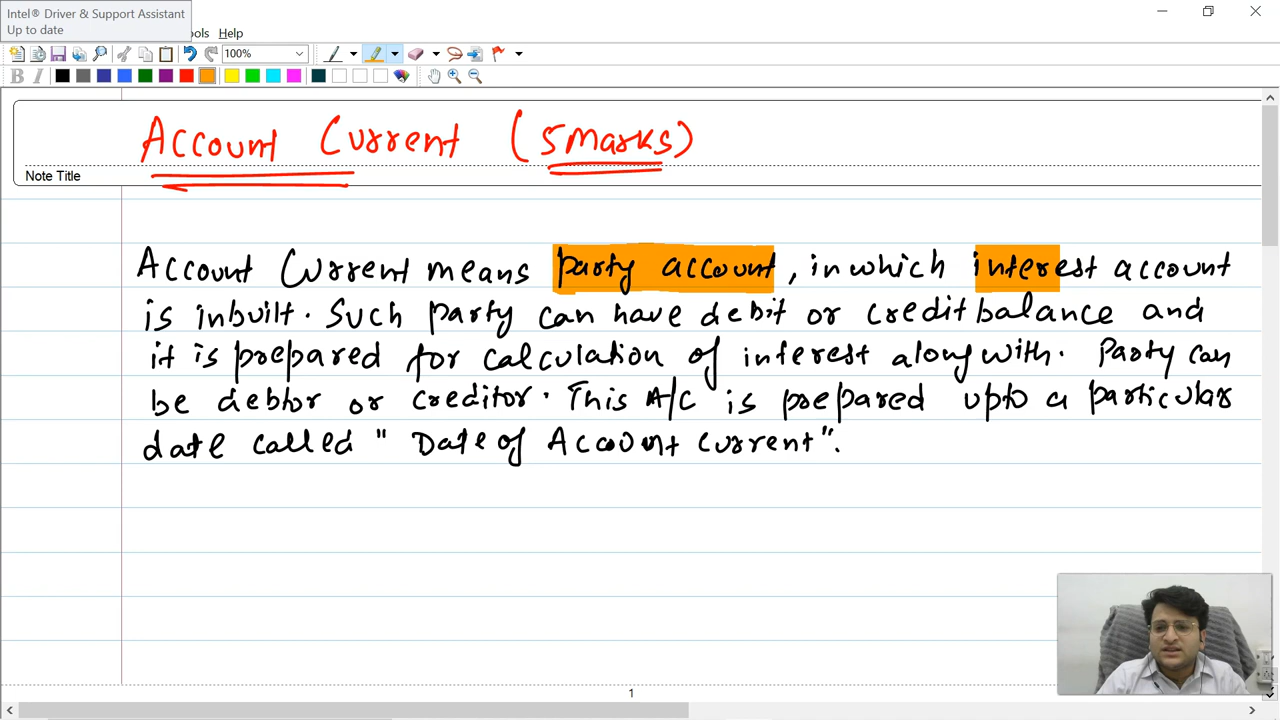 Intel® Driver & Support Assistant
Up to date
ols Help
100%
B I
Account Current (5 marks)
Note Title
Account Current means party account, in which interest account
is inbuilt. Such party can have debit or credit balance and
it is prepared for calculation of interest along with. Party can
be debtor or creditor. This A/C is prepared upto a particular
date called " Date of Account current".
1